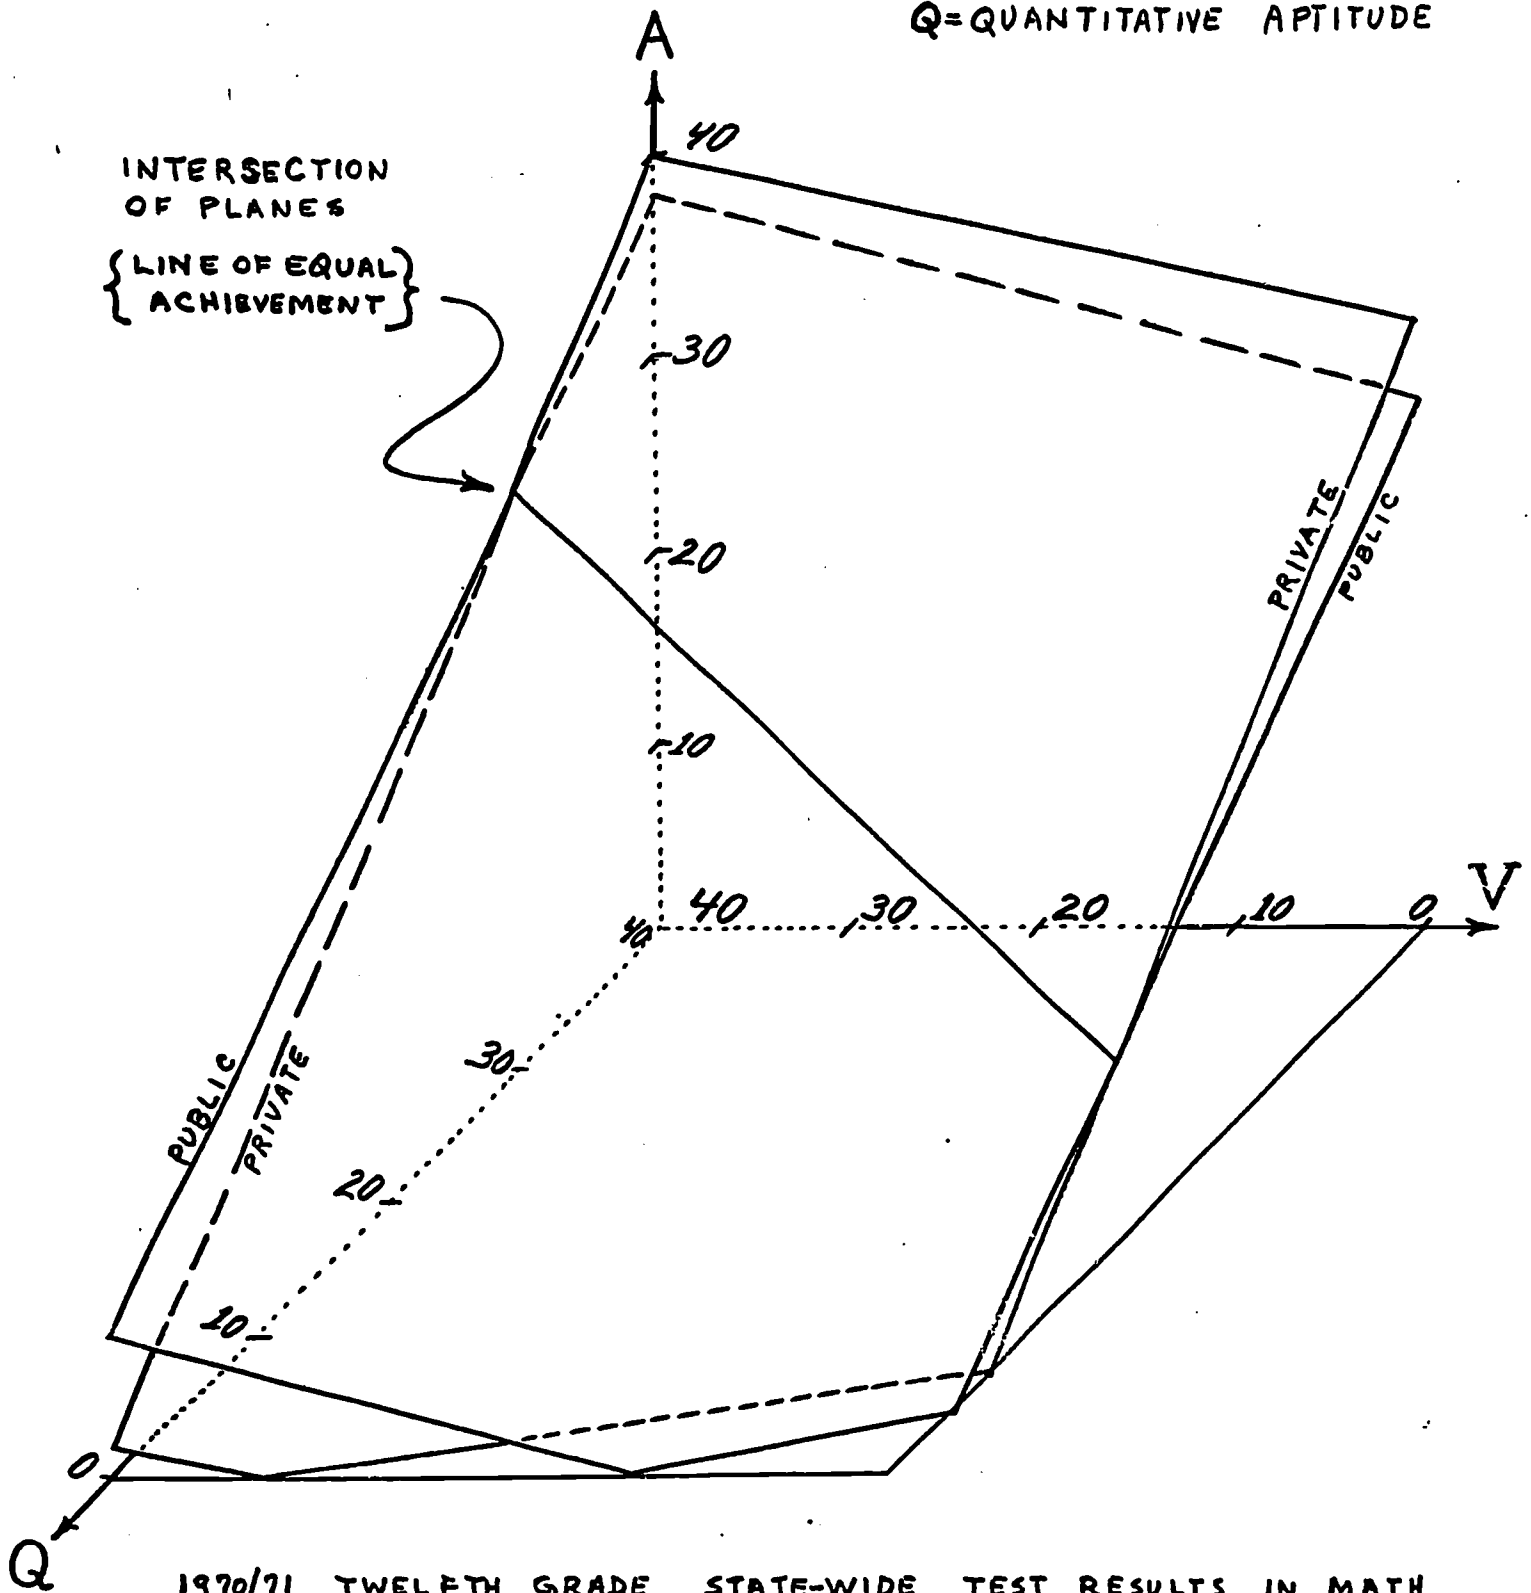 Q=QUANTITATIVE APTITUDE
A
40
INTERSECTION
OF PLANES
{LINE OF EQUAL}
{ACHIEVEMENT}
30
20
10
PRIVATE
PUBLIC
40
30
20
10
0
V
40
30
20
10
0
PUBLIC
PRIVATE
Q
1970/71 TWELFTH GRADE STATE-WIDE TEST RESULTS IN MATH